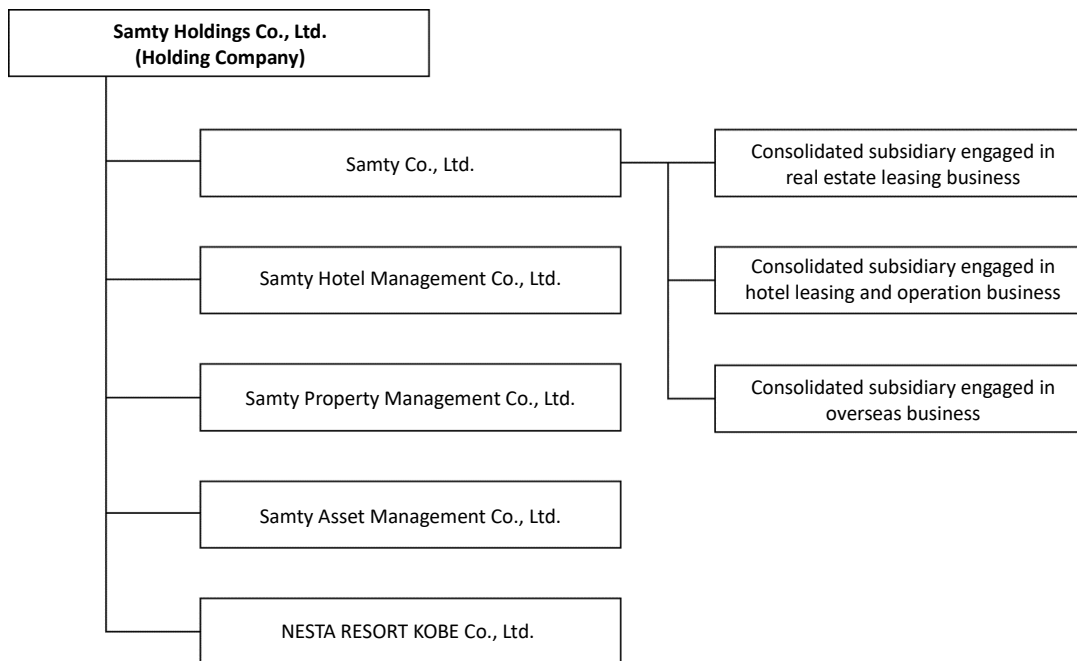 Samty Holdings Co., Ltd.
(Holding Company)
Samty Co., Ltd.
Consolidated subsidiary engaged in
real estate leasing business
Samty Hotel Management Co., Ltd.
Consolidated subsidiary engaged in
hotel leasing and operation business
Samty Property Management Co., Ltd.
Consolidated subsidiary engaged in
overseas business
Samty Asset Management Co., Ltd.
NESTA RESORT KOBE Co., Ltd.